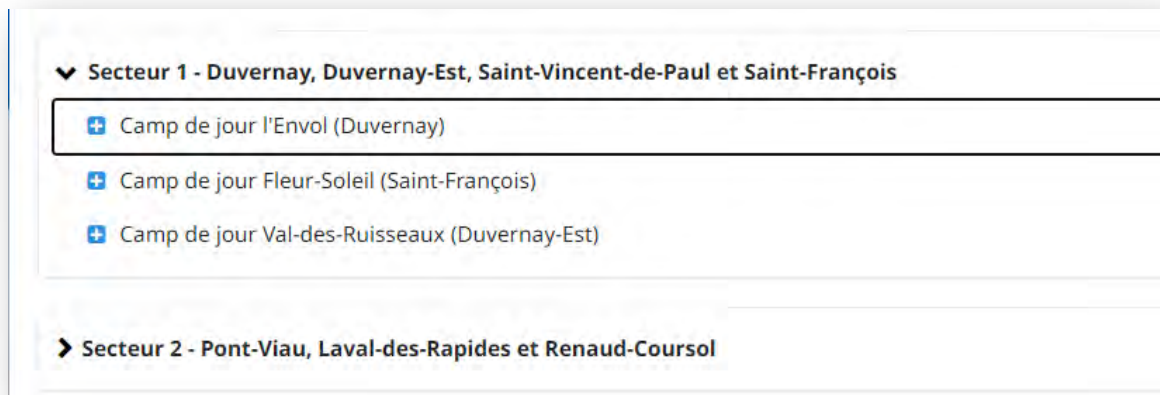 Secteur 1 - Duvernay, Duvernay-Est, Saint-Vincent-de-Paul et Saint-François
Camp de jour l'Envol (Duvernay)
Camp de jour Fleur-Soleil (Saint-François)
Camp de jour Val-des-Ruisseaux (Duvernay-Est)
Secteur 2 - Pont-Viau, Laval-des-Rapides et Renaud-Coursol